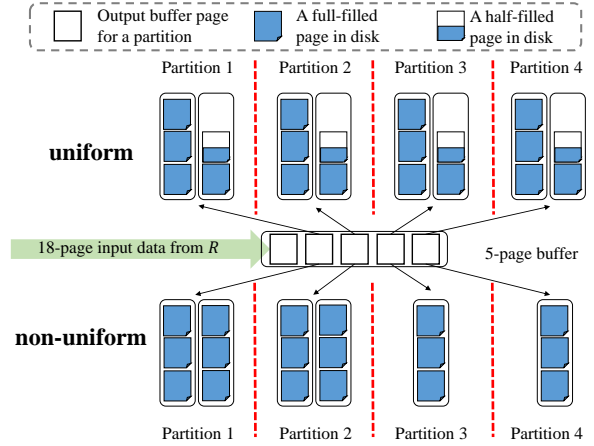 Output buffer page
for a partition
A full-filled
page in disk
A half-filled
page in disk
Partition 1
Partition 2
Partition 3
Partition 4
uniform
18-page input data from R
5-page buffer
non-uniform
Partition 1
Partition 2
Partition 3
Partition 4